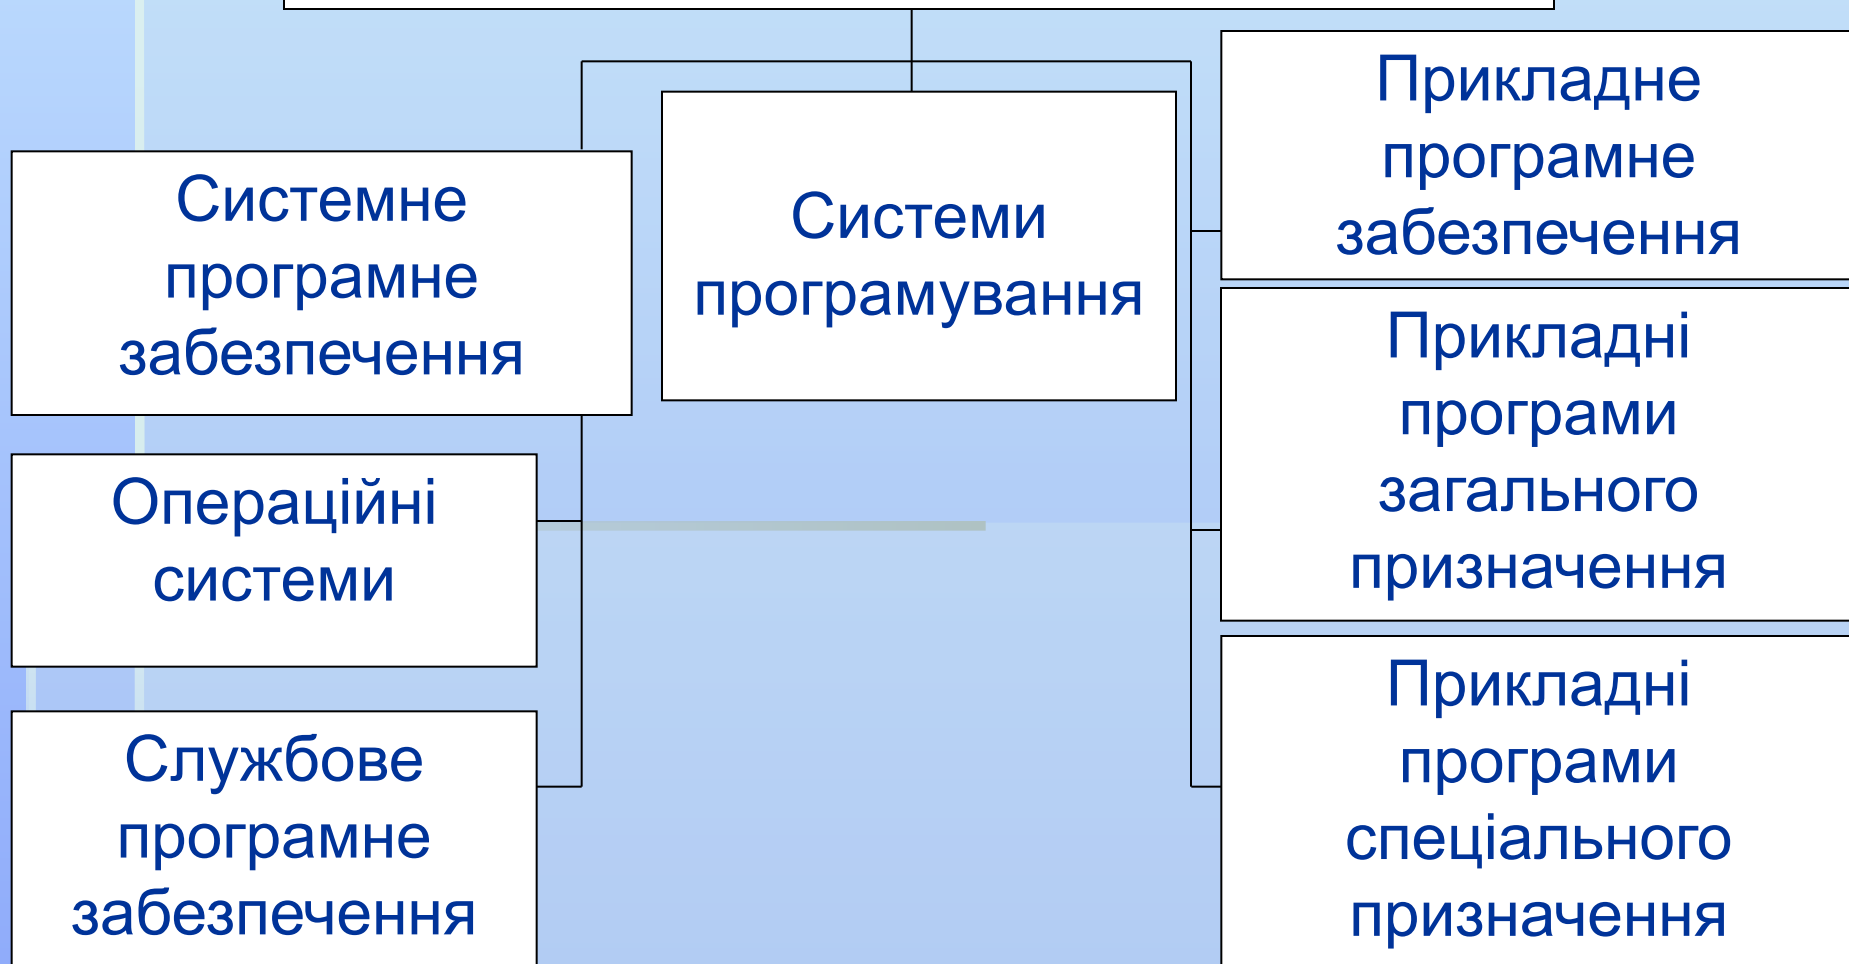 Системне
програмне
забезпечення
Операційні
системи
Службове
програмне
забезпечення
Системи
програмування
Прикладне
програмне
забезпечення
Прикладні
програми
загального
призначення
Прикладні
програми
спеціального
призначення